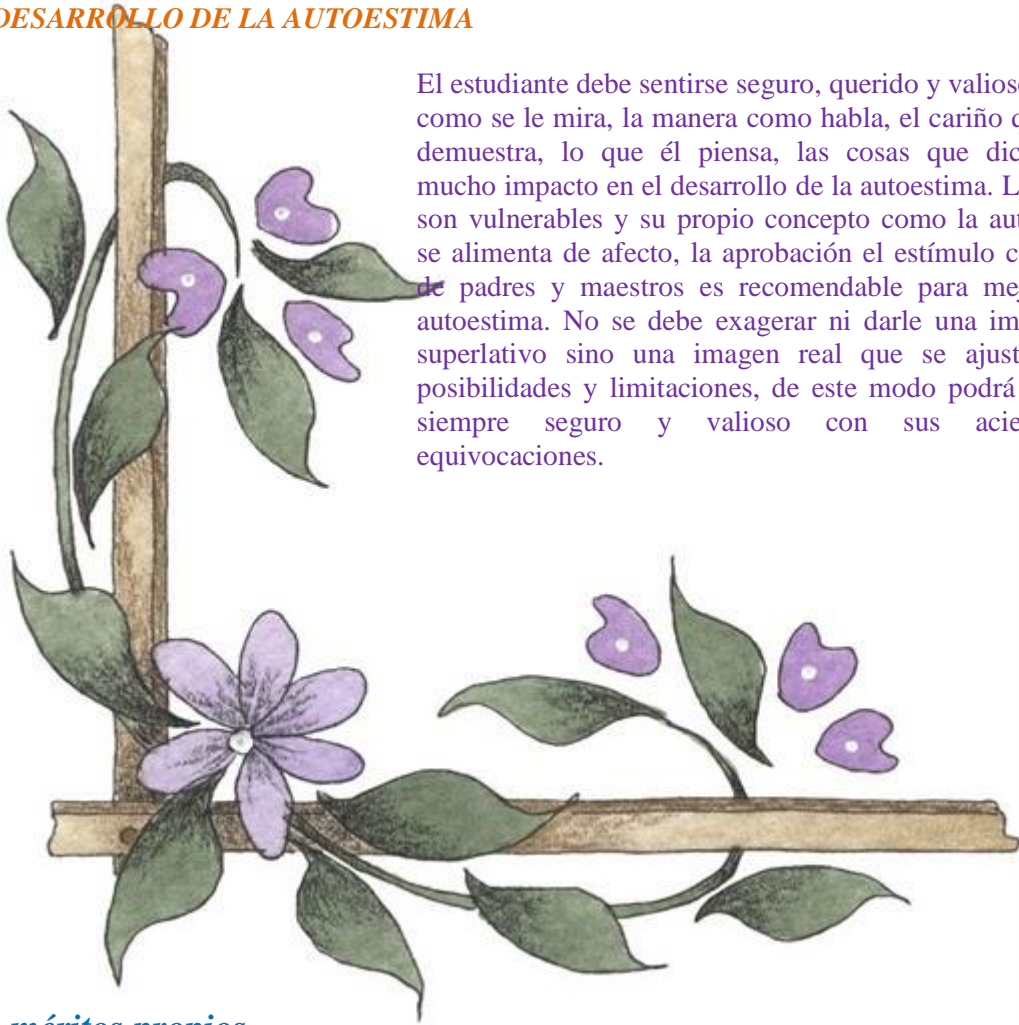 DESARROLLO DE LA AUTOESTIMA
El estudiante debe sentirse seguro, querido y valios
como se le mira, la manera como habla, el cariño
demuestra, lo que él piensa, las cosas que dic
mucho impacto en el desarrollo de la autoestima. L
son vulnerables y su propio concepto como la aut
se alimenta de afecto, la aprobación el estímulo c
de padres y maestros es recomendable para mej
autoestima. No se debe exagerar ni darle una im
superlativo sino una imagen real que se ajust
posibilidades y limitaciones, de este modo podrá
siempre seguro y valioso con sus acie
equivocaciones.
méritos propios